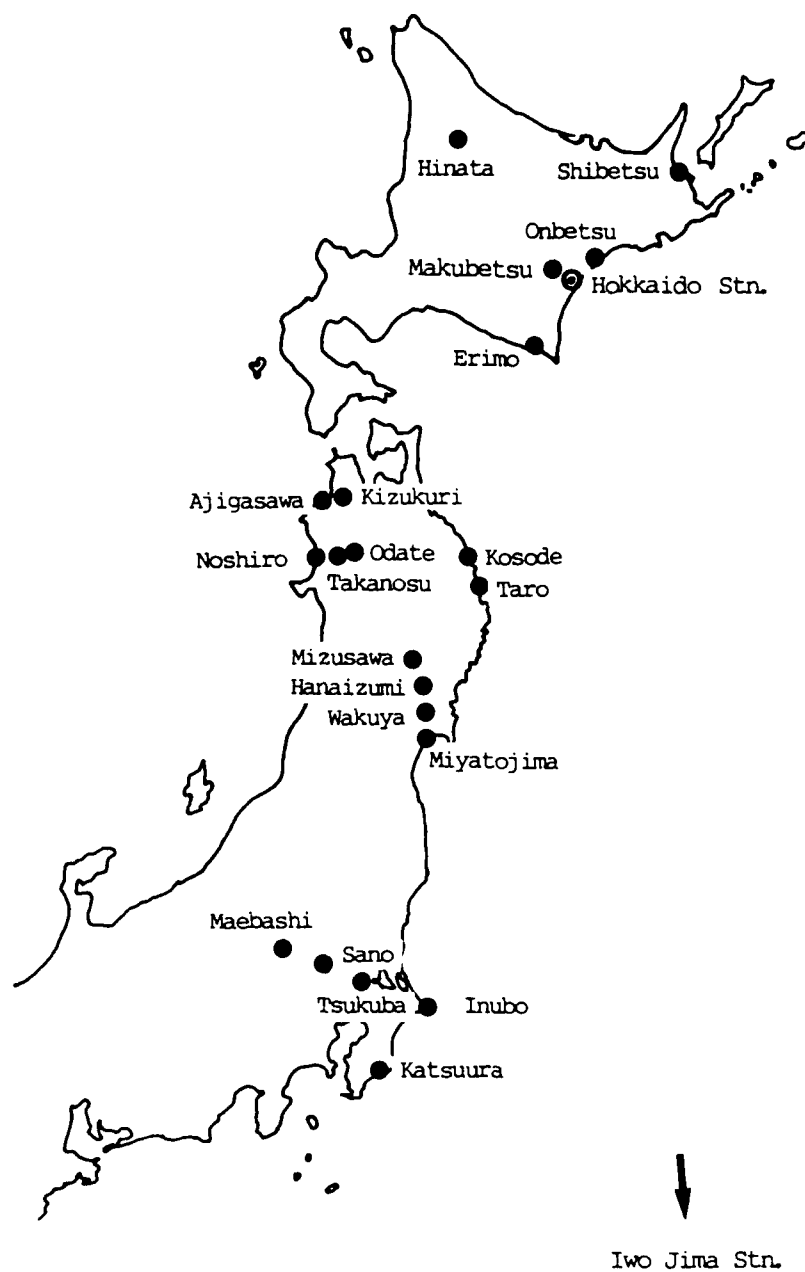 Hinata
Shibetsu
Onbetsu
Makubetsu
Hokkaido Stn.
Erimo
Ajigasawa
Kizukuri
Noshiro
Odate
Kosode
Takanosu
Taro
Mizusawa
Hanaizumi
Wakuya
Miyatojima
Maebashi
Sano
Tsukuba
Inubo
Katsuura
Iwo Jima Stn.